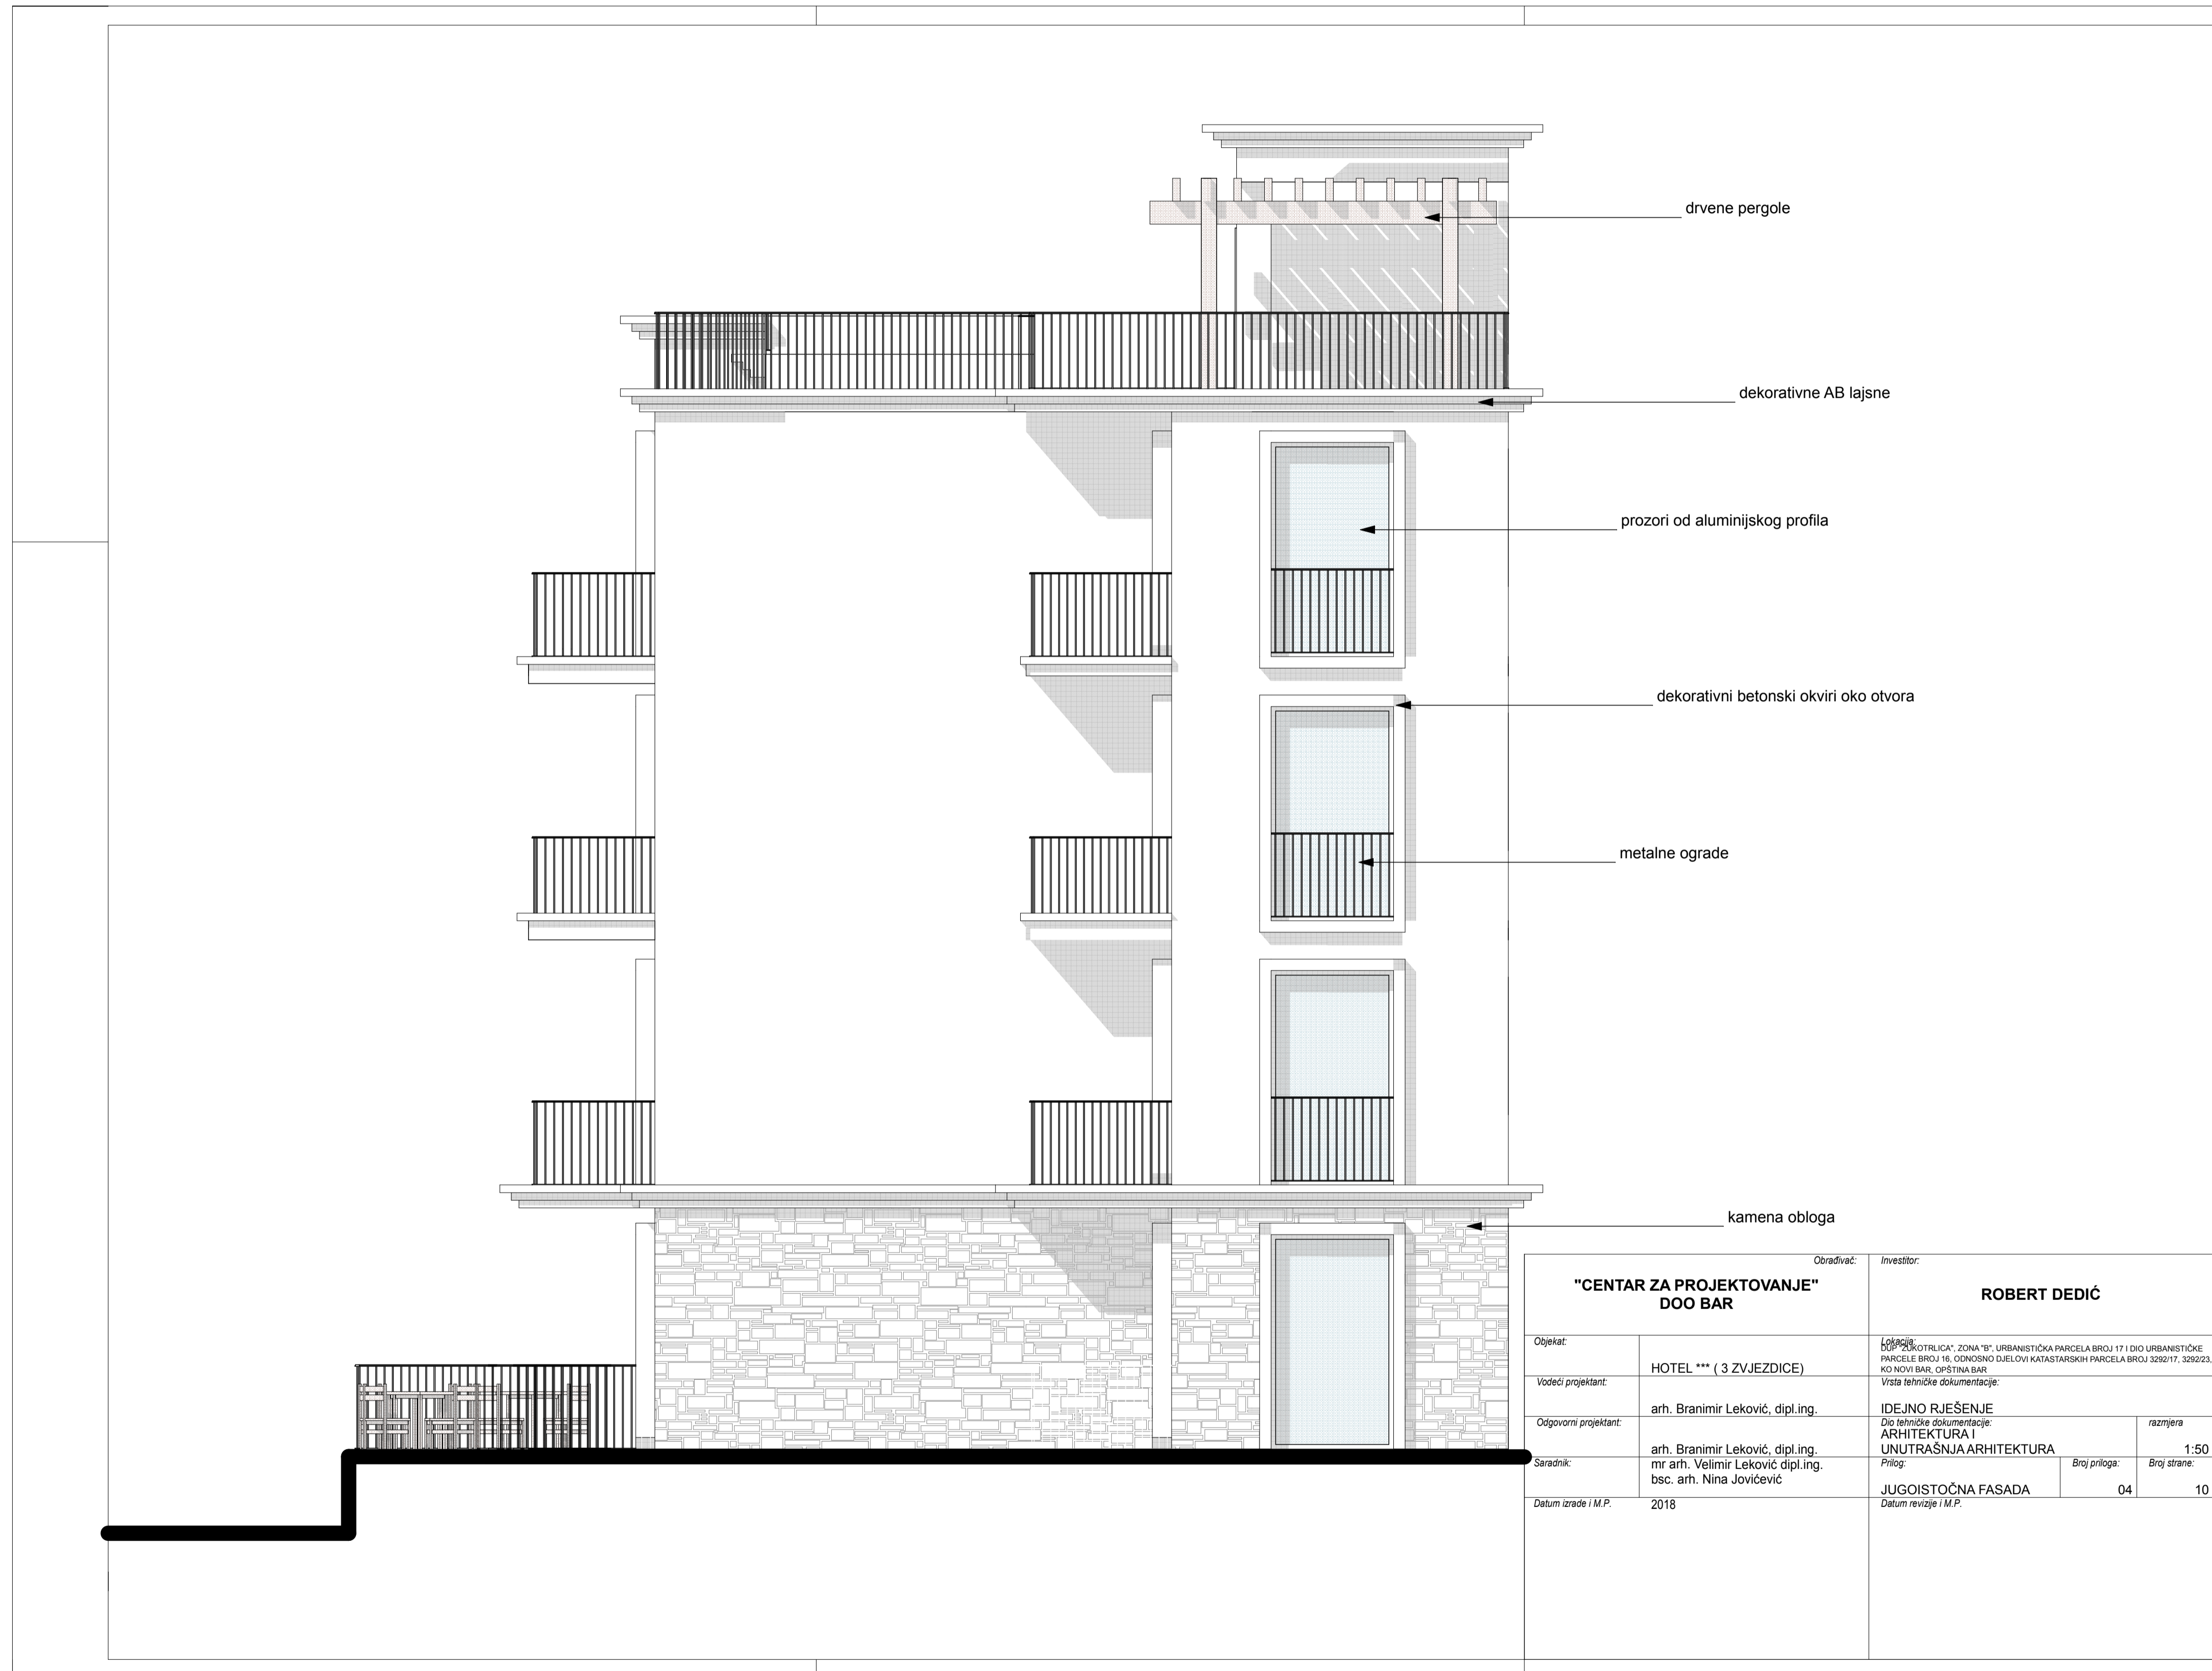 drvene pergole
dekorativne AB lajsne
prozori od aluminijskog profila
dekorativni betonski okviri oko otvora
metalne ograde
kamena obloga
Obrađivač:
"CENTAR ZA PROJEKTOVANJE"
DOO BAR
Investitor:
ROBERT DEDIĆ
Objekat:
HOTEL *** ( 3 ZVJEZDICE)
Lokacija:
DUP "ZUKOTRLICA", ZONA "B", URBANISTIČKA PARCELA BROJ 17 I DIO URBANISTIČKE
PARCELE BROJ 16, ODNOSNO DJELOVI KATASTARSKIH PARCELA BROJ 3292/17, 3292/23,
KO NOVI BAR, OPŠTINA BAR
Vodeći projektant:
arh. Branimir Leković, dipl.ing.
Vrsta tehničke dokumentacije:
IDEJNO RJEŠENJE
Odgovorni projektant:
arh. Branimir Leković, dipl.ing.
Dio tehničke dokumentacije:
ARHITEKTURA I
UNUTRAŠNJA ARHITEKTURA
razmjera
1:50
Saradnik:
mr arh. Velimir Leković dipl.ing.
bsc. arh. Nina Jovićević
Prilog:
JUGOISTOČNA FASADA
Broj priloga:
04
Broj strane:
10
Datum izrade i M.P.
2018
Datum revizije i M.P.